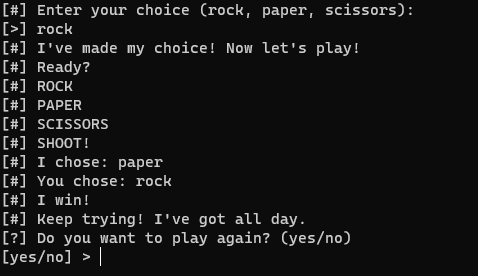 [#] Enter your choice (rock, paper, scissors):
[>] rock
[#] I've made my choice! Now let's play!
[#] Ready?
[#] ROCK
[#] PAPER
[#] SCISSORS
[#] SHOOT!
[#] I chose: paper
[#] You chose: rock
[#] I win!
[#] Keep trying! I've got all day.
[?] Do you want to play again? (yes/no)
[yes/no] >